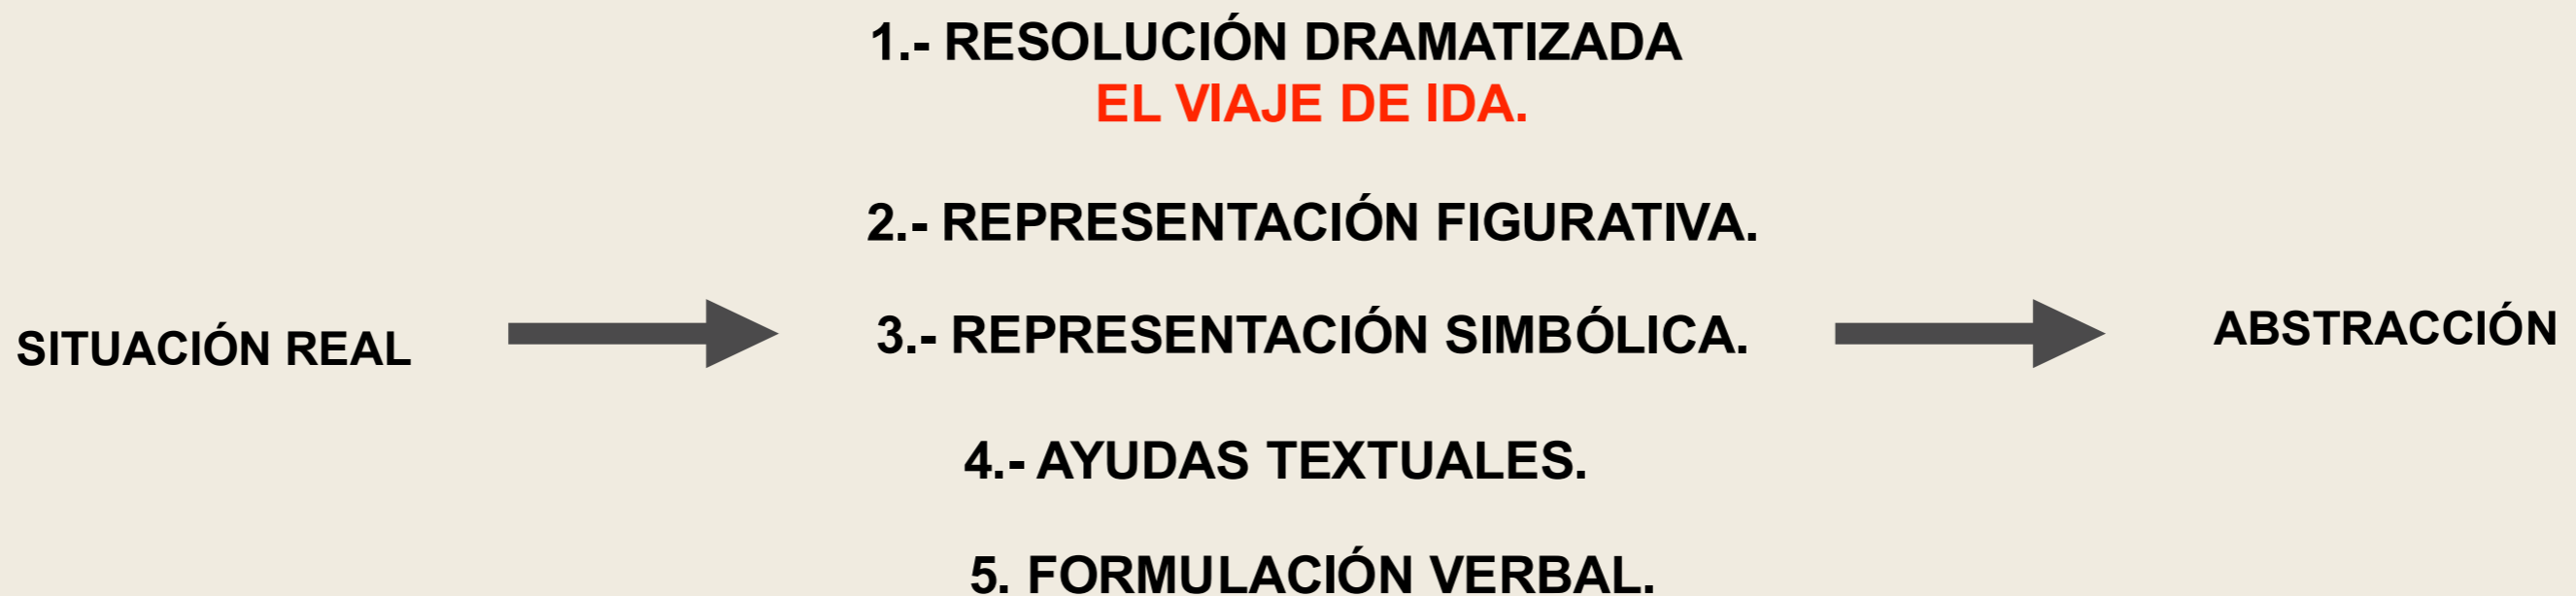 1.- RESOLUCIÓN DRAMATIZADA
EL VIAJE DE IDA.
2.- REPRESENTACIÓN FIGURATIVA.
SITUACIÓN REAL
3.- REPRESENTACIÓN SIMBÓLICA.
ABSTRACCIÓN
4.- AYUDAS TEXTUALES.
5. FORMULACIÓN VERBAL.